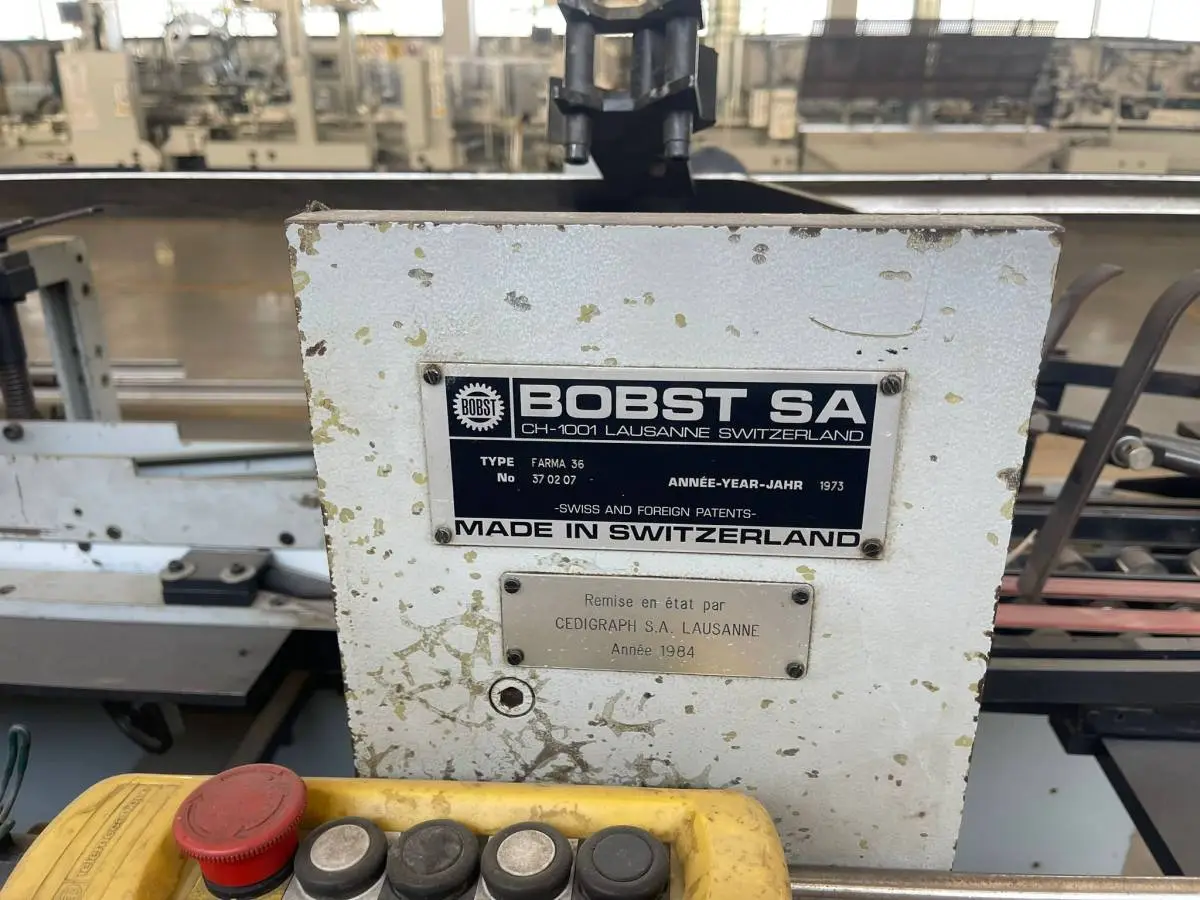 BOBST
BOBST SA
CH-1001 LAUSANNE SWITZERLAND
TYPE FARMA 36
No 37 02 07
ANNÉE-YEAR-JAHR 1973
-SWISS AND FOREIGN PATENTS-
MADE IN SWITZERLAND
Remise en état par
CEDIGRAPH S.A. LAUSANNE
Année 1984